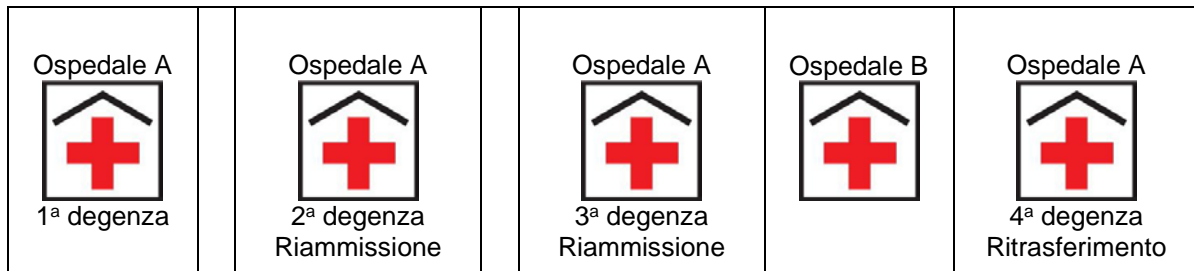 Ospedale A
1ª degenza
Ospedale A
2ª degenza
Riammissione
Ospedale A
3ª degenza
Riammissione
Ospedale B
Ospedale A
4ª degenza
Ritrasferimento